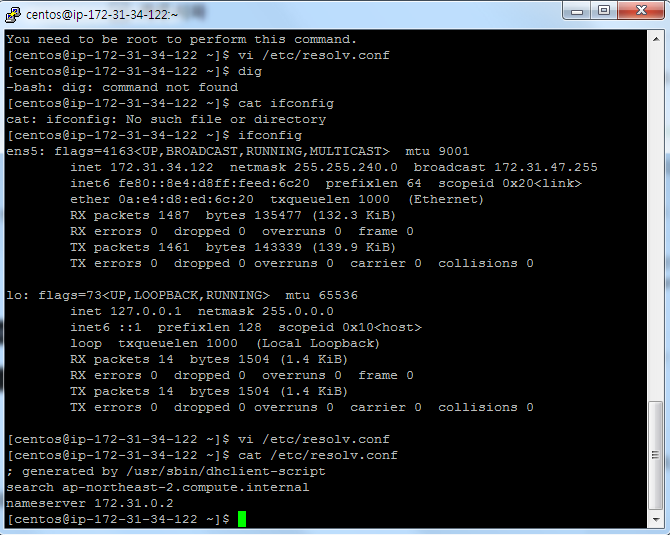 centos@ip-172-31-34-122:~
You need to be root to perform this command.
[centos@ip-172-31-34-122 ~]$ vi /etc/resolv.conf
[centos@ip-172-31-34-122 ~]$ dig
-bash: dig: command not found
[centos@ip-172-31-34-122 ~]$ cat ifconfig
cat: ifconfig: No such file or directory
[centos@ip-172-31-34-122 ~]$ ifconfig
ens5: flags=4163<UP,BROADCAST,RUNNING,MULTICAST>  mtu 9001
        inet 172.31.34.122  netmask 255.255.240.0  broadcast 172.31.47.255
        inet6 fe80::8e4:d8ff:feed:6c20  prefixlen 64  scopeid 0x20<link>
        ether 0a:e4:d8:ed:6c:20  txqueuelen 1000  (Ethernet)
        RX packets 1487  bytes 135477 (132.3 KiB)
        RX errors 0  dropped 0  overruns 0  frame 0
        TX packets 1461  bytes 143339 (139.9 KiB)
        TX errors 0  dropped 0 overruns 0  carrier 0  collisions 0
lo: flags=73<UP,LOOPBACK,RUNNING>  mtu 65536
        inet 127.0.0.1  netmask 255.0.0.0
        inet6 ::1  prefixlen 128  scopeid 0x10<host>
        loop  txqueuelen 1000  (Local Loopback)
        RX packets 14  bytes 1504 (1.4 KiB)
        RX errors 0  dropped 0  overruns 0  frame 0
        TX packets 14  bytes 1504 (1.4 KiB)
        TX errors 0  dropped 0 overruns 0  carrier 0  collisions 0
[centos@ip-172-31-34-122 ~]$ vi /etc/resolv.conf
[centos@ip-172-31-34-122 ~]$ cat /etc/resolv.conf
; generated by /usr/sbin/dhclient-script
search ap-northeast-2.compute.internal
nameserver 172.31.0.2
[centos@ip-172-31-34-122 ~]$